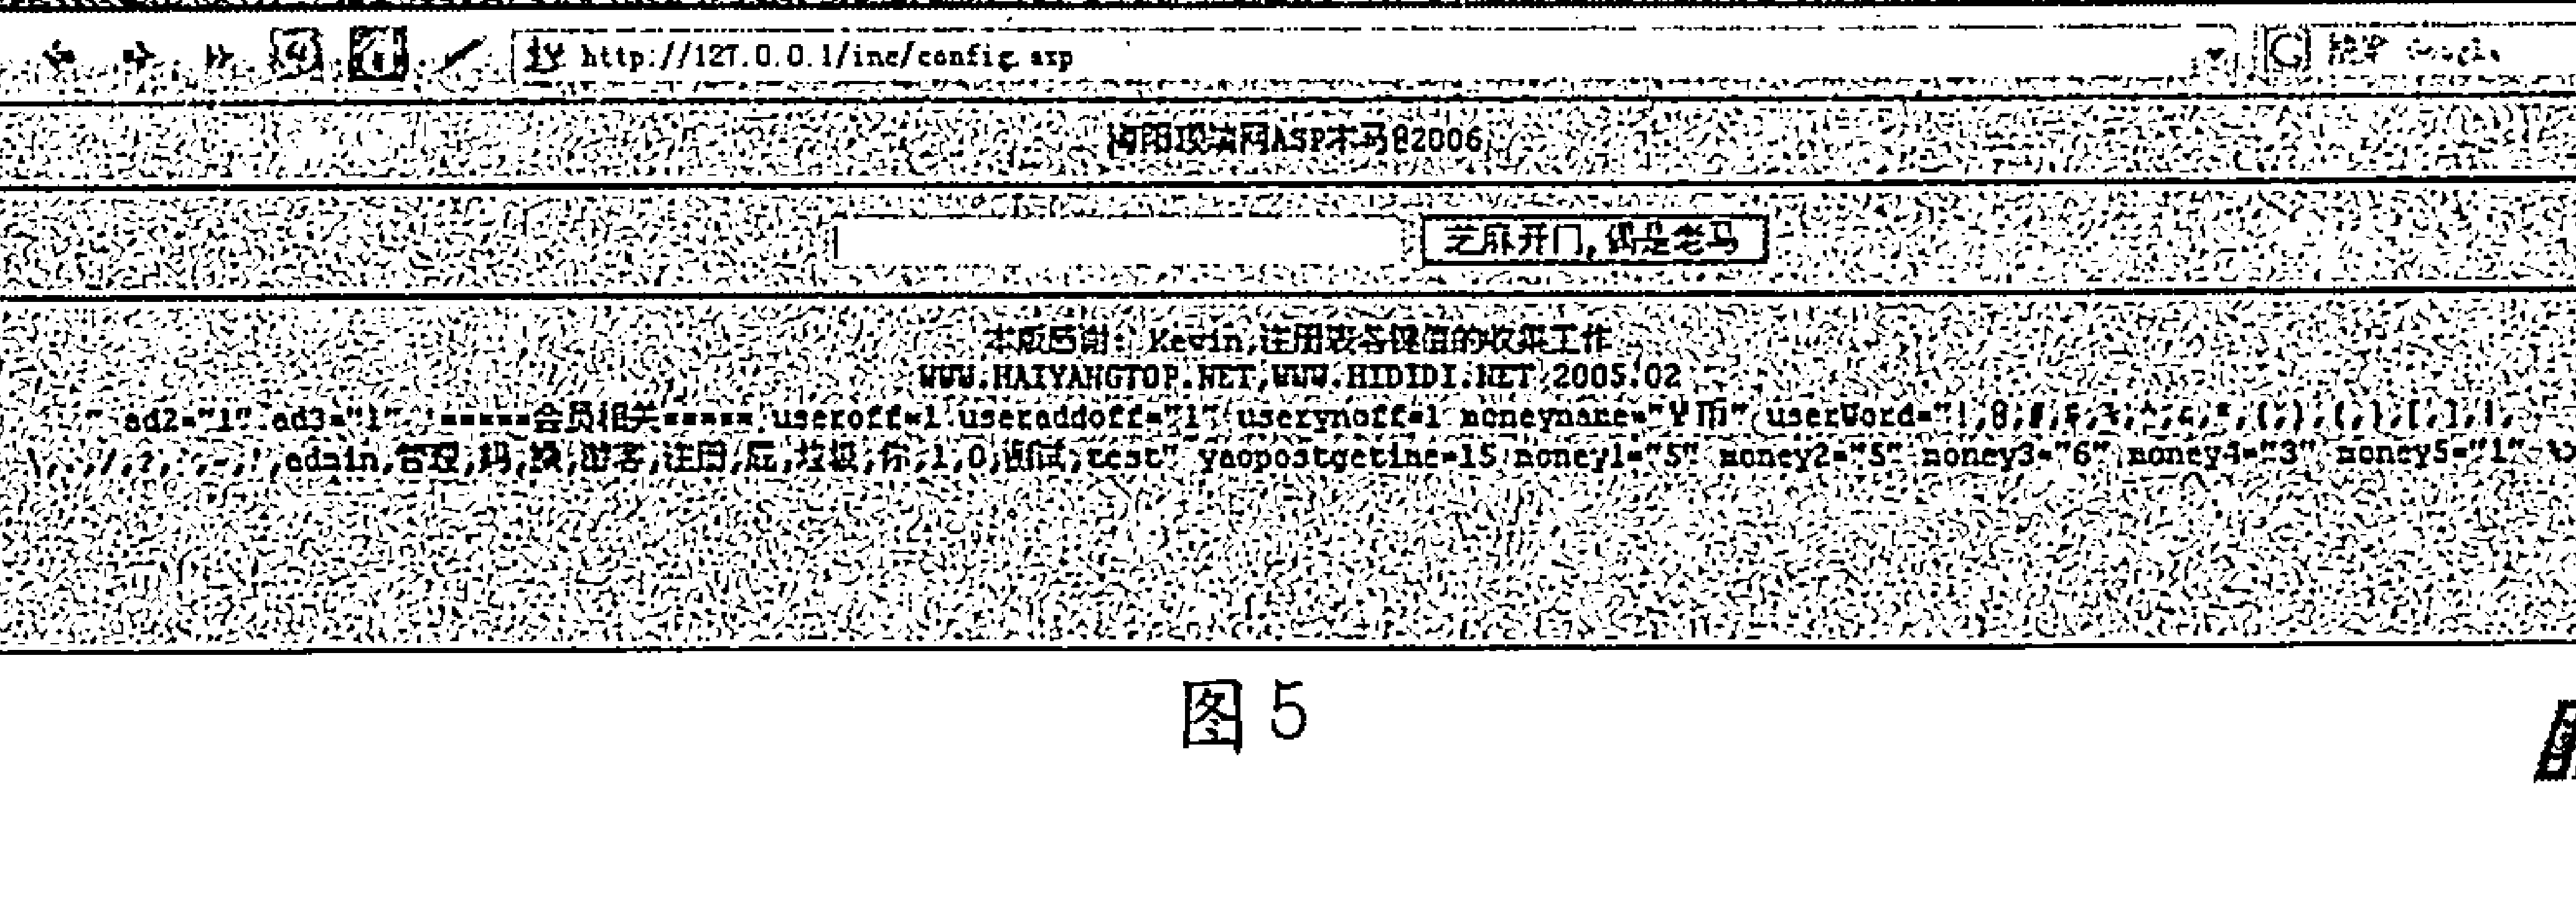 http://127.0.0.1/inc/config.asp
海阳顶端网ASP木马@2006
芝麻开门,俩是老马
本版感谢: Kevin,注册表各键值的收集工作
WWW.HAIYANGTOP.NET,WWW.HIDIDI.NET 2005.02
" ad2="1" ad3="1" '=====会员相关===== useroff=1 useraddoff="1" userynoff=1 moneyname="Y币" userWord="!,@,#,$,%,^,&,*,(,),{,},[,],|,
\,.,/,?,`,~,',admin,管理,妈,操,游客,注册,屁,垃圾,你,1,0,测试,test" yaopostgetime=15 money1="5" money2="5" money3="6" money4="3" money5="1"
图5